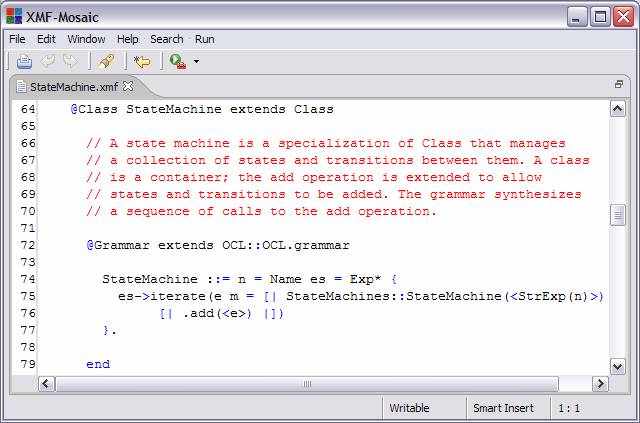 XMF-Mosaic
File Edit Window Help Search Run
StateMachine.xmf
64 @Class StateMachine extends Class
65
66 // A state machine is a specialization of Class that manages
67 // a collection of states and transitions between them. A class
68 // is a container; the add operation is extended to allow
69 // states and transitions to be added. The grammar synthesizes
70 // a sequence of calls to the add operation.
71
72 @Grammar extends OCL::OCL.grammar
73
74 StateMachine ::= n = Name es = Exp* {
75 es->iterate(e m = [| StateMachines::StateMachine(<StrExp(n)>)
76 [| .add(<e>) |])
77 }.
78
79 end
Writable Smart Insert 1 : 1